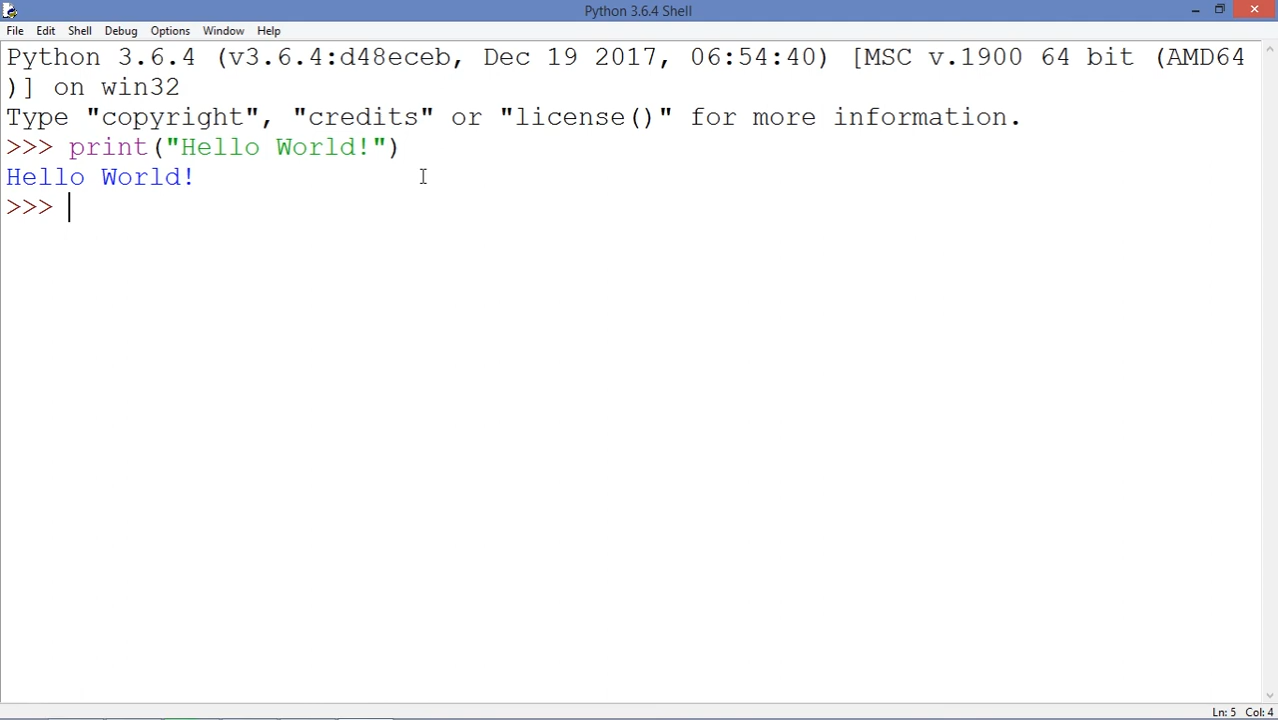 Python 3.6.4 Shell
File Edit Shell Debug Options Window Help
Python 3.6.4 (v3.6.4:d48eceb, Dec 19 2017, 06:54:40) [MSC v.1900 64 bit (AMD64
)] on win32
Type "copyright", "credits" or "license()" for more information.
>>> print("Hello World!")
Hello World!
>>>
Ln: 5 Col: 4